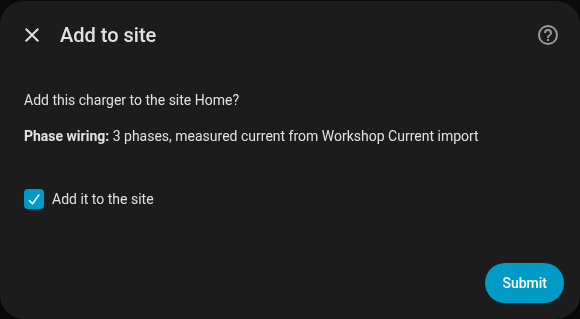 Add to site
Add this charger to the site Home?
Phase wiring: 3 phases, measured current from Workshop Current import
Add it to the site
Submit